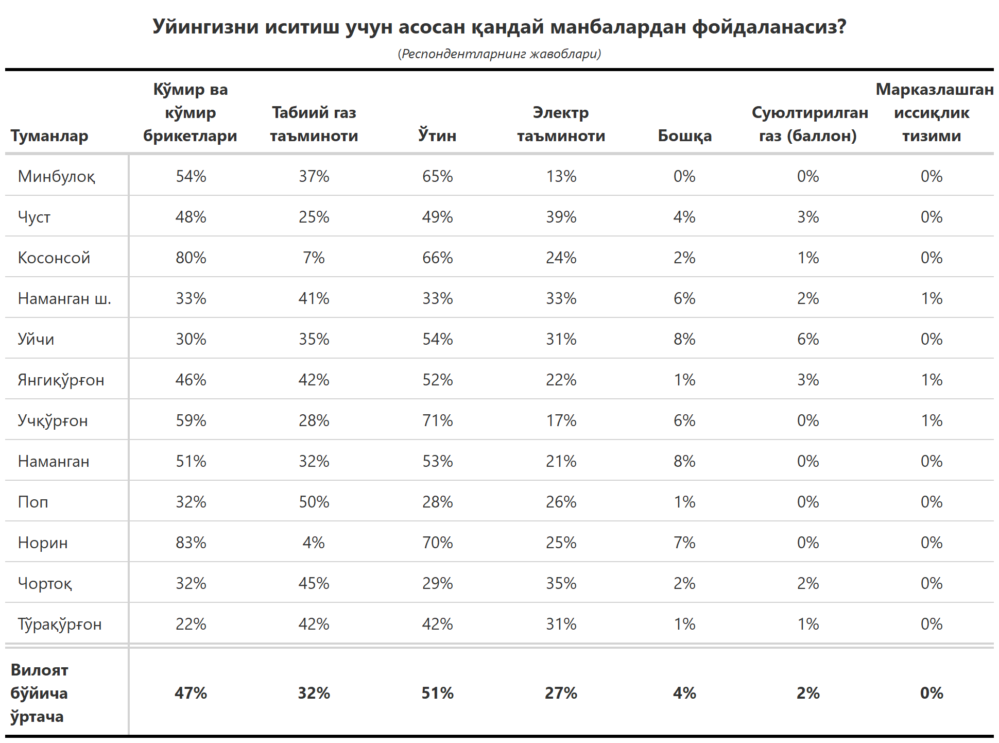 Уйингизни иситиш учун асосан қандай манбалардан фойдаланасиз?
(Респондентларнинг жавоблари)
Туманлар Кўмир ва кўмир брикетлари Табиий газ таъминоти Ўтин Электр таъминоти Бошқа Суюлтирилган газ (баллон) Марказлашган иссиқлик тизими
Минбулоқ 54% 37% 65% 13% 0% 0% 0%
Чуст 48% 25% 49% 39% 4% 3% 0%
Косонсой 80% 7% 66% 24% 2% 1% 0%
Наманган ш. 33% 41% 33% 33% 6% 2% 1%
Уйчи 30% 35% 54% 31% 8% 6% 0%
Янгиқўрғон 46% 42% 52% 22% 1% 3% 1%
Учқўрғон 59% 28% 71% 17% 6% 0% 1%
Наманган 51% 32% 53% 21% 8% 0% 0%
Поп 32% 50% 28% 26% 1% 0% 0%
Норин 83% 4% 70% 25% 7% 0% 0%
Чортоқ 32% 45% 29% 35% 2% 2% 0%
Тўрақўрғон 22% 42% 42% 31% 1% 1% 0%
Вилоят бўйича ўртача 47% 32% 51% 27% 4% 2% 0%